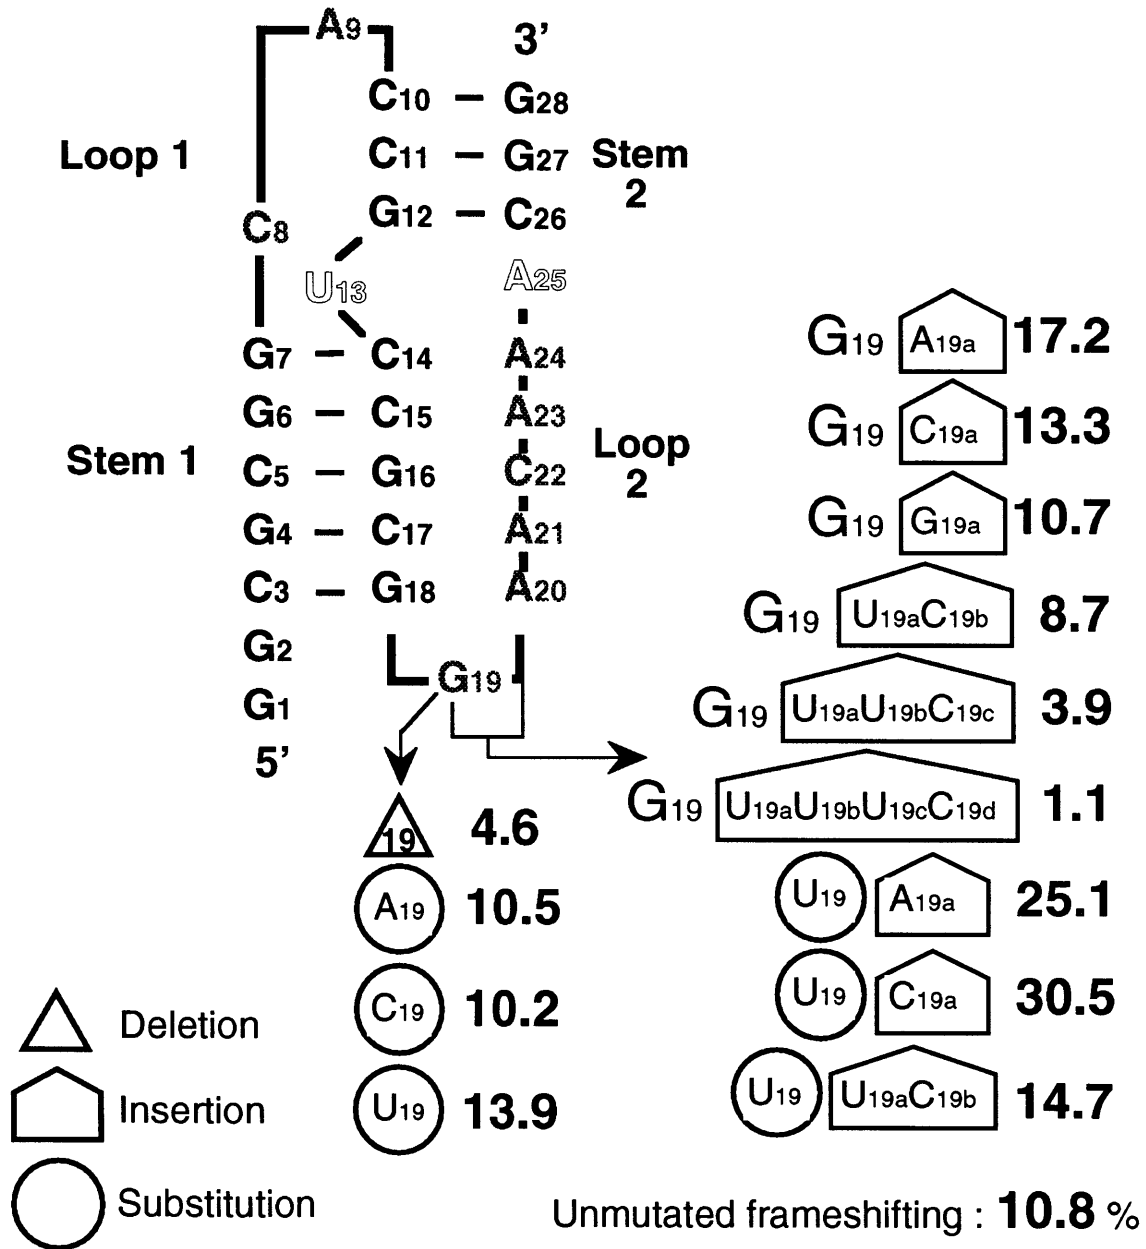 A9
3’
C10 – G28
Loop 1
C11 – G27
Stem
2
G12 – C26
C8
U13
A25
G7 – C14
A24
G6 – C15
A23
Stem 1
C5 – G16
C22
Loop
2
G4 – C17
A21
C3 – G18
A20
G2
G19
G1
5’
19 4.6
A19 10.5
C19 10.2
U19 13.9
G19 A19a 17.2
G19 C19a 13.3
G19 G19a 10.7
G19 U19aC19b 8.7
G19 U19aU19bC19c 3.9
G19 U19aU19bU19cC19d 1.1
U19 A19a 25.1
U19 C19a 30.5
U19 U19aC19b 14.7
Deletion
Insertion
Substitution
Unmutated frameshifting : 10.8 %